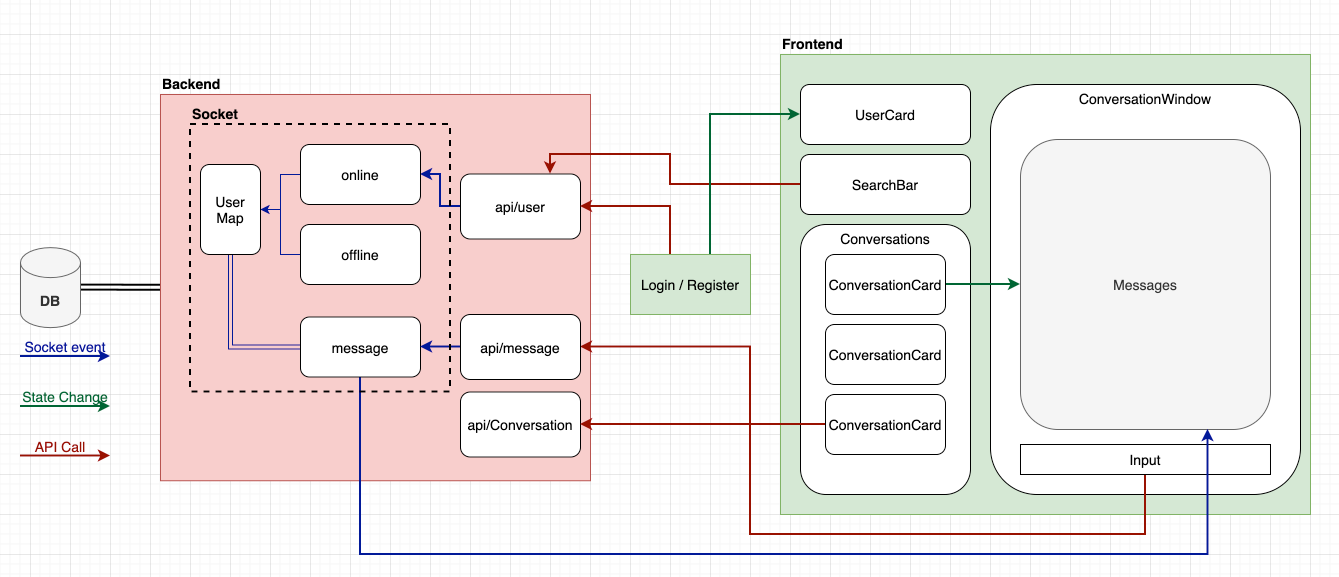 Frontend
Backend
Socket
UserCard
ConversationWindow
online
User
Map
api/user
SearchBar
offline
Conversations
Login / Register
ConversationCard
Messages
DB
Socket event
message
api/message
ConversationCard
State Change
api/Conversation
ConversationCard
API Call
Input